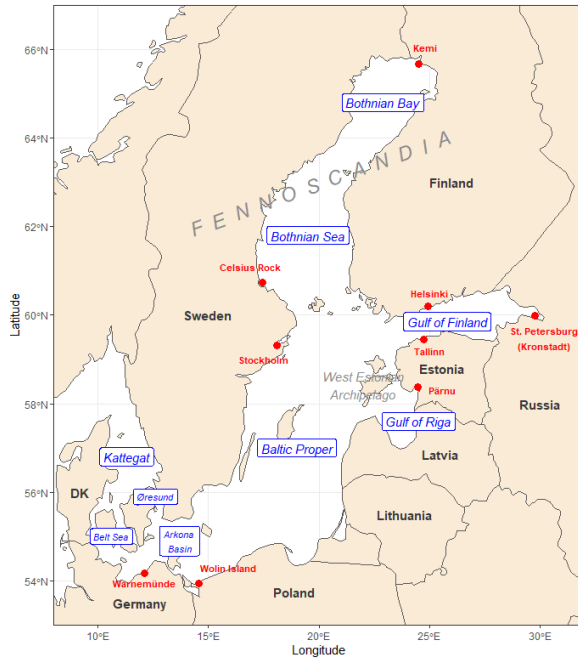 66°N
64°N
62°N
60°N
58°N
56°N
54°N
Latitude
Kemi
Bothnian Bay
FENNOSCANDIA
Finland
Bothnian Sea
Celsius Rock
Helsinki
Sweden
Gulf of Finland
St. Petersburg
(Kronstadt)
Stockholm
Tallinn
Estonia
West Estonian
Archipelago
Pärnu
Russia
Gulf of Riga
Kattegat
Baltic Proper
Latvia
DK
Øresund
Lithuania
Belt Sea
Arkona
Basin
Wolin Island
Warnemünde
Poland
Germany
10°E
15°E
20°E
25°E
30°E
Longitude